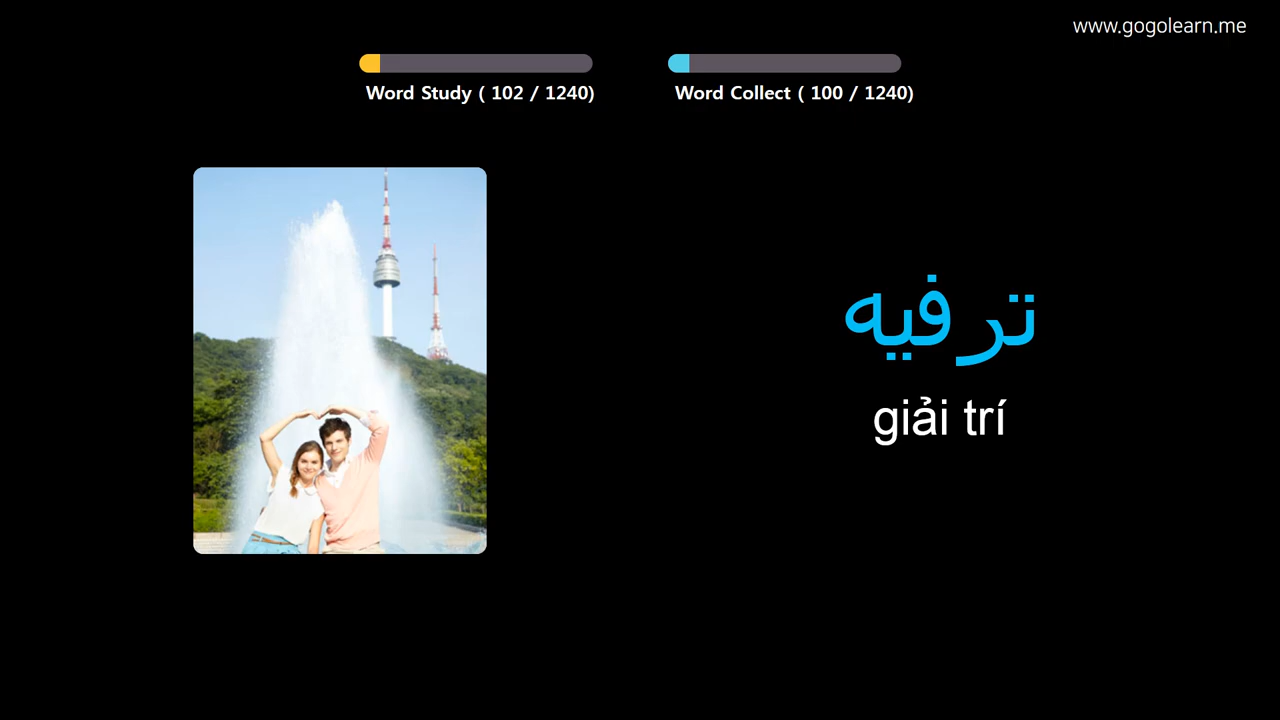 www.gogolearn.me
Word Study ( 102 / 1240)
Word Collect ( 100 / 1240)
ترفيه
giải trí